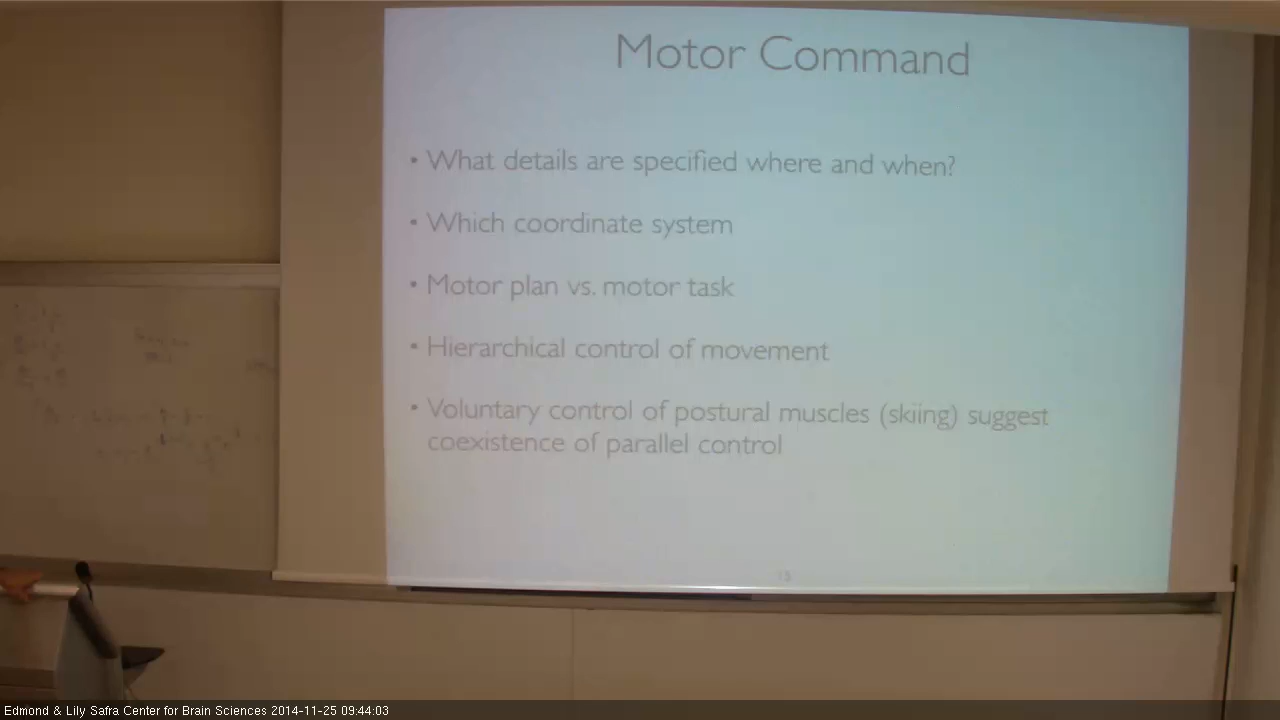 Motor Command
• What details are specified where and when?
• Which coordinate system
• Motor plan vs. motor task
• Hierarchical control of movement
• Voluntary control of postural muscles (skiing) suggest
coexistence of parallel control
Edmond & Lily Safra Center for Brain Sciences 2014-11-25 09:44:03